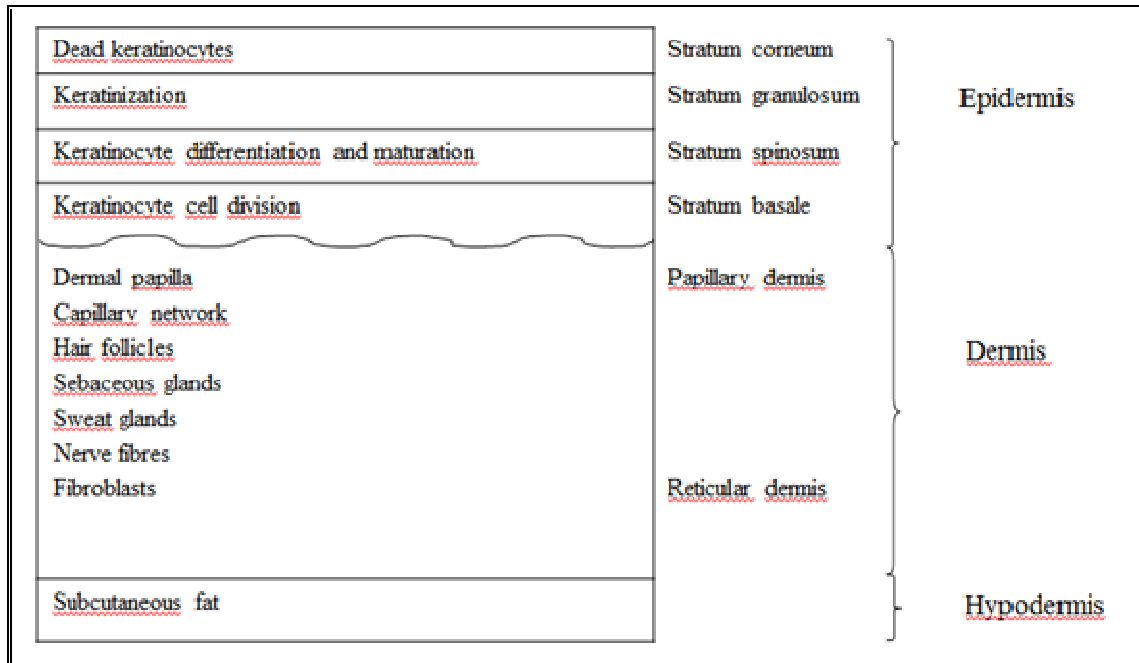 Dead keratinocytes Stratum corneum
Keratinization Stratum granulosum Epidermis
Keratinocyte differentiation and maturation Stratum spinosum
Keratinocyte cell division Stratum basale
Dermal papilla Papillary dermis
Capillary network
Hair follicles Dermis
Sebaceous glands
Sweat glands
Nerve fibres
Fibroblasts Reticular dermis
Subcutaneous fat Hypodermis